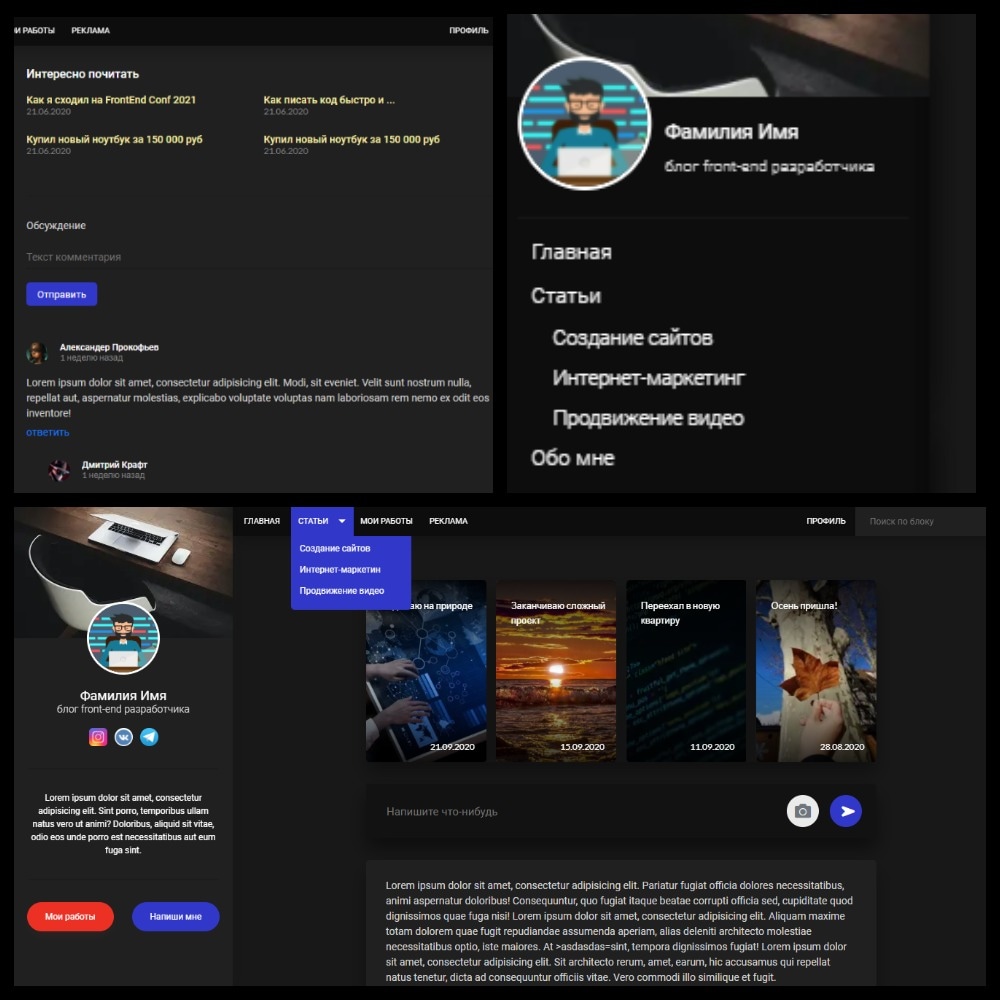 И РАБОТЫ
РЕКЛАМА
ПРОФИЛЬ
Интересно почитать
Как я сходил на FrontEnd Conf 2021
21.06.2020
Как писать код быстро и ...
21.06.2020
Купил новый ноутбук за 150 000 руб
21.06.2020
Купил новый ноутбук за 150 000 руб
21.06.2020
Обсуждение
Текст комментария
Отправить
Александер Прокофьев
1 неделю назад
Lorem ipsum dolor sit amet, consectetur adipisicing elit. Modi, sit eveniet. Velit sunt nostrum nulla,
repellat aut, aspernatur molestias, explicabo voluptate voluptas nam laboriosam rem nemo ex odit eos
inventore!
ответить
Дмитрий Крафт
1 неделю назад
Фамилия Имя
блог front-end разработчика
Главная
Статьи
Создание сайтов
Интернет-маркетинг
Продвижение видео
Обо мне
Фамилия Имя
блог front-end разработчика
Lorem ipsum dolor sit amet, consectetur
adipisicing elit. Sint porro, temporibus ullam
natus vero ut animi? Doloribus, aliquid sit vitae,
odio eos unde porro est necessitatibus aut eum
fuga sint.
Мои работы
Напиши мне
ГЛАВНАЯ
СТАТЬИ
МОИ РАБОТЫ
РЕКЛАМА
ПРОФИЛЬ
Поиск по блоку
Создание сайтов
Интернет-маркетин
Продвижение видео
на природе
21.09.2020
Заканчиваю сложный
проект
15.09.2020
Переехал в новую
квартиру
11.09.2020
Осень пришла!
28.08.2020
Напишите что-нибудь
Lorem ipsum dolor sit amet, consectetur adipisicing elit. Pariatur fugiat officia dolores necessitatibus,
animi aspernatur doloribus! Consequuntur, quo fugiat itaque beatae corrupti officia sed, cupiditate quod
dignissimos quae fuga nisi! Lorem ipsum dolor sit amet, consectetur adipisicing elit. Aliquam maxime
totam dolorem quae fugit repudiandae assumenda aperiam, alias deleniti architecto molestiae
necessitatibus optio, iste maiores. At >asdasdas=sint, tempora dignissimos fugiat! Lorem ipsum dolor
sit amet, consectetur adipisicing elit. Sit architecto rerum, amet, earum, hic accusamus qui repellat
natus tenetur, dicta ad consequuntur officiis vitae. Vero commodi illo similique et fugit.